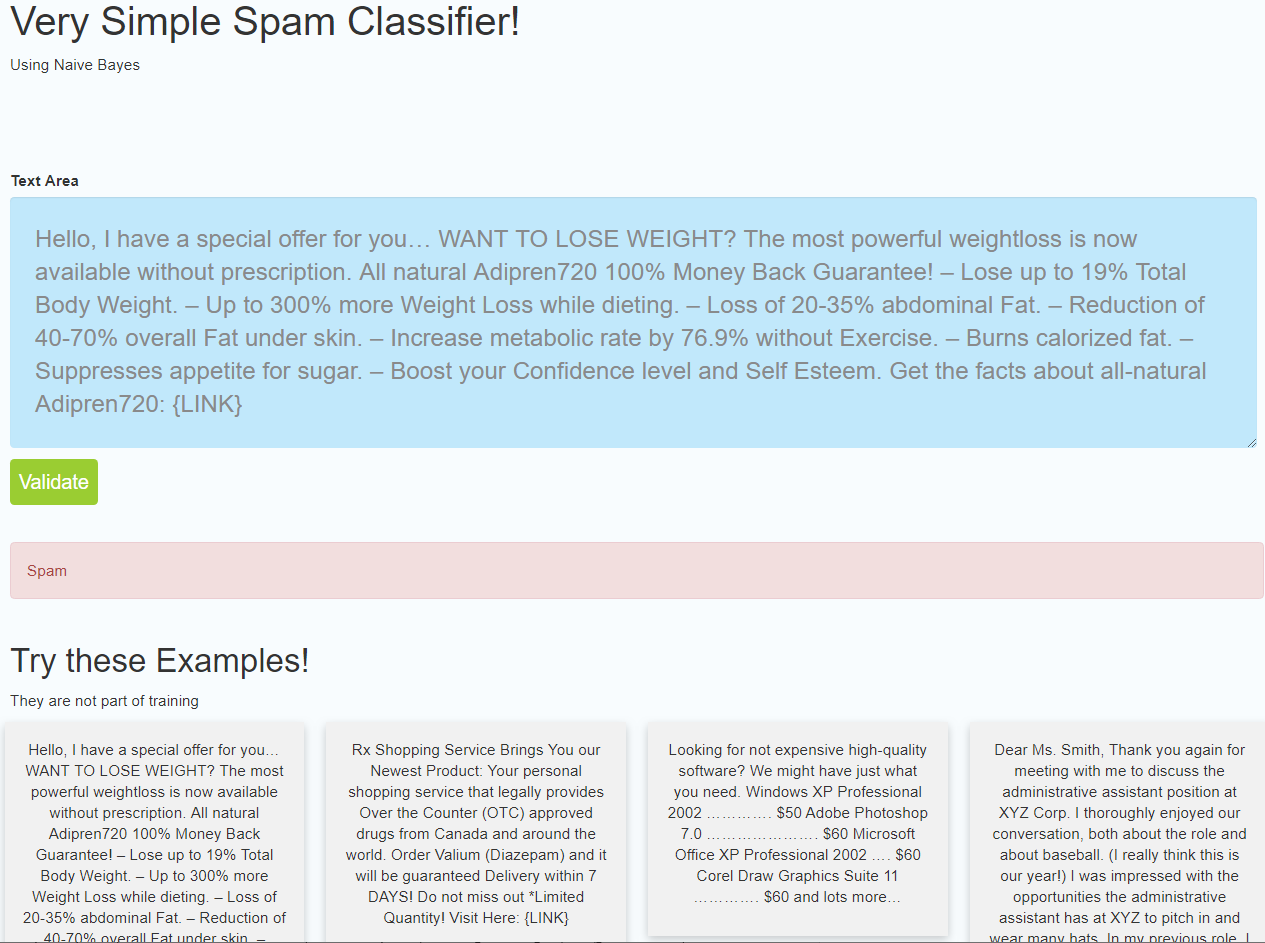 Very Simple Spam Classifier!
Using Naive Bayes
Text Area
Hello, I have a special offer for you… WANT TO LOSE WEIGHT? The most powerful weightloss is now
available without prescription. All natural Adipren720 100% Money Back Guarantee! – Lose up to 19% Total
Body Weight. – Up to 300% more Weight Loss while dieting. – Loss of 20-35% abdominal Fat. – Reduction of
40-70% overall Fat under skin. – Increase metabolic rate by 76.9% without Exercise. – Burns calorized fat. –
Suppresses appetite for sugar. – Boost your Confidence level and Self Esteem. Get the facts about all-natural
Adipren720: {LINK}
Validate
Spam
Try these Examples!
They are not part of training
Hello, I have a special offer for you…
WANT TO LOSE WEIGHT? The most
powerful weightloss is now available
without prescription. All natural
Adipren720 100% Money Back
Guarantee! – Lose up to 19% Total
Body Weight. – Up to 300% more
Weight Loss while dieting. – Loss of
20-35% abdominal Fat. – Reduction of
40-70% overall Fat under skin. –
Rx Shopping Service Brings You our
Newest Product: Your personal
shopping service that legally provides
Over the Counter (OTC) approved
drugs from Canada and around the
world. Order Valium (Diazepam) and it
will be guaranteed Delivery within 7
DAYS! Do not miss out *Limited
Quantity! Visit Here: {LINK}
Looking for not expensive high-quality
software? We might have just what
you need. Windows XP Professional
2002 …………. $50 Adobe Photoshop
7.0 …………………. $60 Microsoft
Office XP Professional 2002 …. $60
Corel Draw Graphics Suite 11
…………. $60 and lots more…
Dear Ms. Smith, Thank you again for
meeting with me to discuss the
administrative assistant position at
XYZ Corp. I thoroughly enjoyed our
conversation, both about the role and
about baseball. (I really think this is
our year!) I was impressed with the
opportunities the administrative
assistant has at XYZ to pitch in and
wear many hats. In my previous role, I